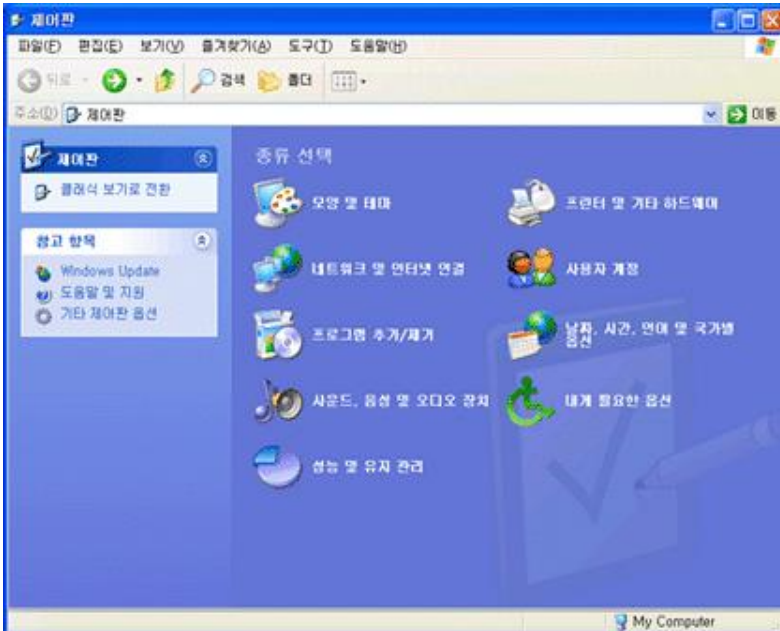 제어판
파일(F) 편집(E) 보기(V) 즐겨찾기(A) 도구(T) 도움말(H)
뒤로 검색 폴더
주소(D) 제어판 이동
제어판
클래식 보기로 전환
참고 항목
Windows Update
도움말 및 지원
기타 제어판 옵션
종류 선택
모양 및 테마
프린터 및 기타 하드웨어
네트워크 및 인터넷 연결
사용자 계정
프로그램 추가/제거
날짜, 시간, 언어 및 국가별
옵션
사운드, 음성 및 오디오 장치
내게 필요한 옵션
성능 및 유지 관리
My Computer